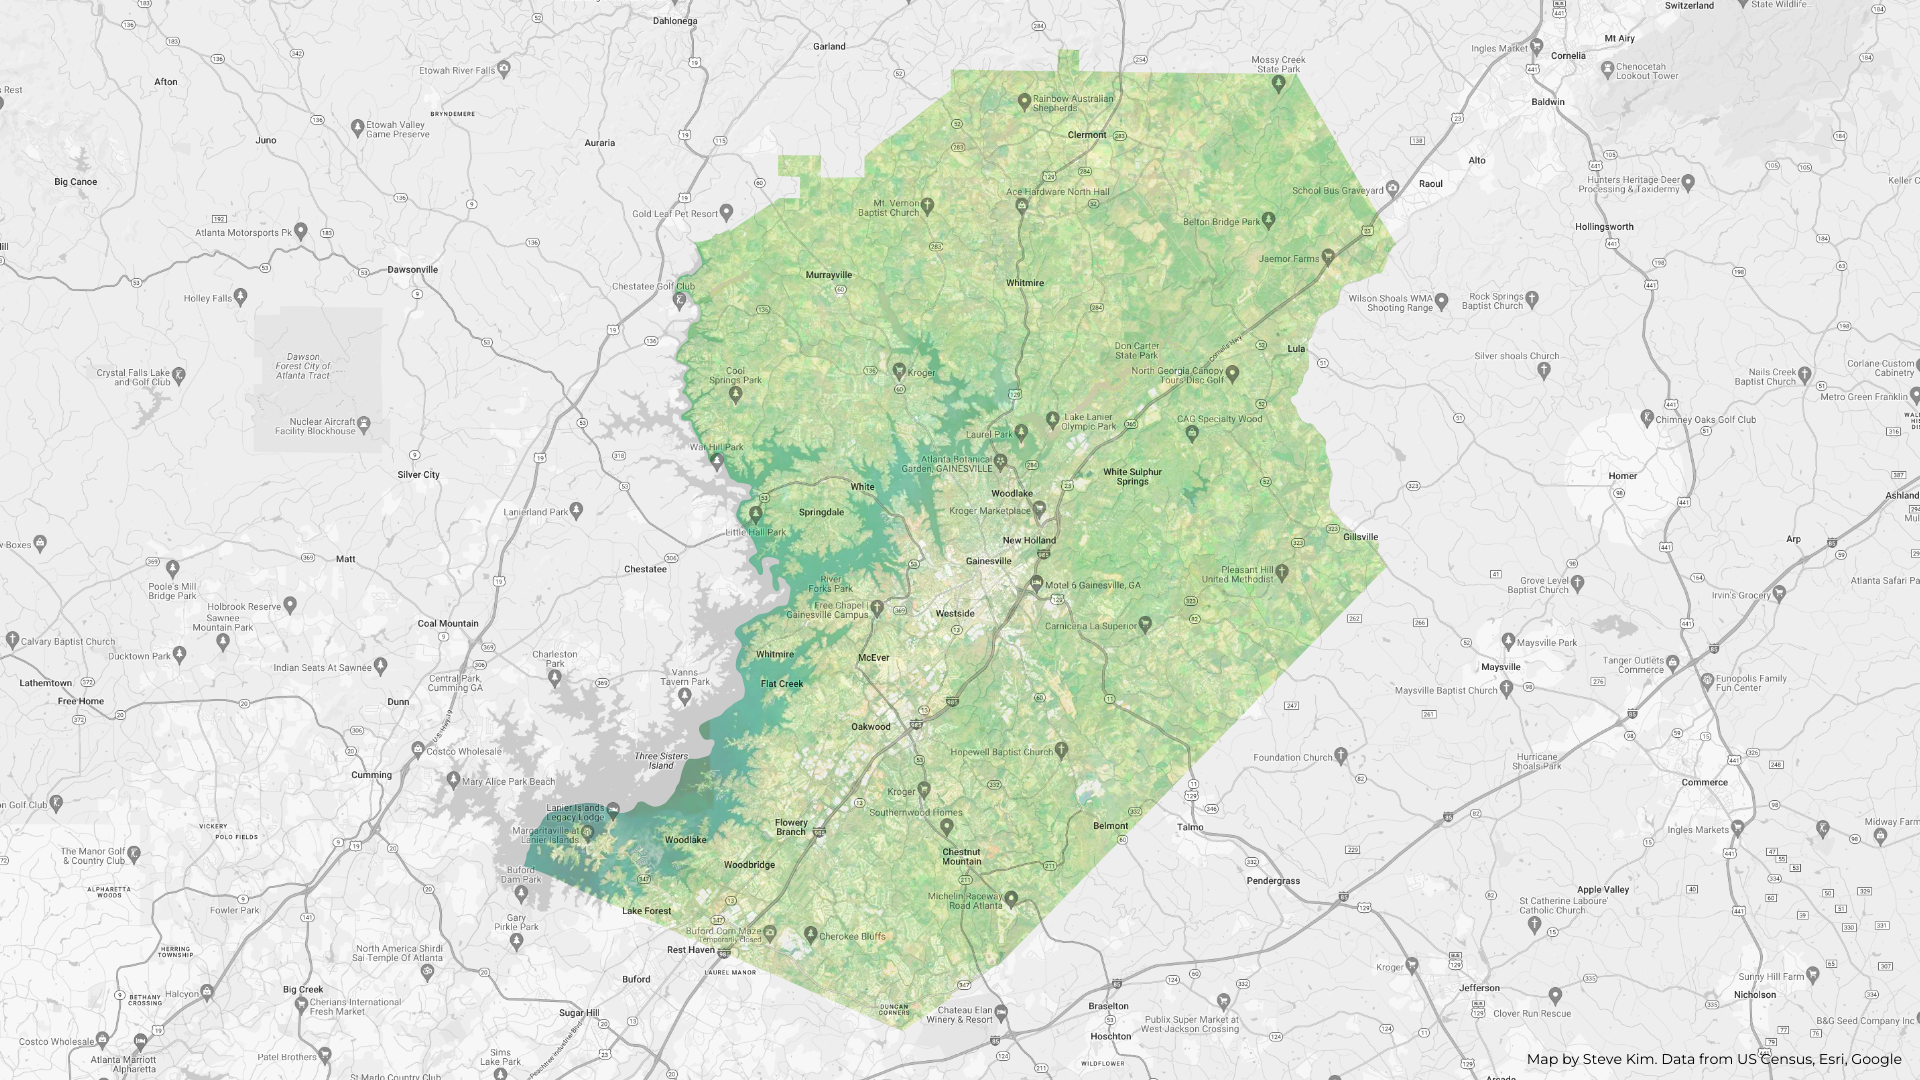 Dahlonega
Switzerland
State Wildlife...
Garland
Mt Airy
Ingles Market
Cornelia
Etowah River Falls
Mossy Creek
State Park
Chenocetah
Lookout Tower
Afton
s Rest
Rainbow Australian
Shepherds
Baldwin
BRYNDEMERE
Etowah Valley
Game Preserve
Clermont
Juno
Auraria
Alto
Big Canoe
Raoul
Hunters Heritage Deer
Processing & Taxidermy
Keller C
School Bus Graveyard
Ace Hardware North Hall
Mt. Vernon
Baptist Church
Gold Leaf Pet Resort
Belton Bridge Park
Hollingsworth
Atlanta Motorsports Pk
Jaemor Farms
Dawsonville
Murrayville
Whitmire
Chestatee Golf Club
Holley Falls
Wilson Shoals WMA
Shooting Range
Rock Springs
Baptist Church
Lula
Don Carter
State Park
Cornelia Hwy
Silver shoals Church
Dawson
Forest City of
Atlanta Tract
Crystal Falls Lake
and Golf Club
Cool
Springs Park
Kroger
North Georgia Canopy
Tours Disc Golf
Nails Creek
Baptist Church
Corlane Custom
Cabinetry
Metro Green Franklin
Nuclear Aircraft
Facility Blockhouse
Lake Lanier
Olympic Park
CAG Specialty Wood
Chimney Oaks Golf Club
Laurel Park
War Hill Park
Atlanta Botanical
Garden, GAINESVILLE
Silver City
White Sulphur
Springs
Homer
White
Woodlake
Ashland
Lanierland Park
Springdale
Kroger Marketplace
Little Hall Park
New Holland
Gillsville
Arp
w Boxes
Matt
Chestatee
Gainesville
Poole's Mill
Bridge Park
River
Forks Park
Pleasant Hill
United Methodist
Motel 6 Gainesville, GA
Grove Level
Baptist Church
Atlanta Safari Pa
Irvin's Grocery
Holbrook Reserve
Sawnee
Mountain Park
Free Chapel
Gainesville Campus
Westside
Coal Mountain
Carniceria La Superior
Calvary Baptist Church
Ducktown Park
Indian Seats At Sawnee
Charleston
Park
Whitmire
McEver
Maysville Park
Maysville
Tanger Outlets
Commerce
Lathemtown
Central Park,
Cumming GA
Vanns
Tavern Park
Flat Creek
Maysville Baptist Church
Funopolis Family
Fun Center
Free Home
Dunn
Oakwood
U.S. Hwy 19
Costco Wholesale
Hopewell Baptist Church
Three Sisters
Island
Foundation Church
Hurricane
Shoals Park
Cumming
Mary Alice Park Beach
Commerce
Kroger
on Golf Club
Lanier Islands
Legacy Lodge
Southernwood Homes
VICKERY
POLO FIELDS
Margaritaville at
Lanier Islands
Flowery
Branch
Belmont
Talmo
Ingles Markets
Midway Farm
Woodlake
The Manor Golf
& Country Club
Woodbridge
Chestnut
Mountain
Buford
Dam Park
Pendergrass
Apple Valley
ALPHARETTA
WOODS
Michelin Raceway
Road Atlanta
St Catherine Laboure'
Catholic Church
Fowler Park
Lake Forest
Gary
Pirkle Park
Buford Corn Maze
Temporarily closed
Cherokee Bluffs
HERRING
TOWNSHIP
North America Shirdi
Sai Temple Of Atlanta
Rest Haven
LAUREL MANOR
Buford
Kroger
Sunny Hill Farm
Jefferson
Halcyon
Big Creek
BETHANY
CROSSING
Cherians International
Fresh Market
DUNCAN
CORNERS
Chateau Elan
Winery & Resort
Braselton
Nicholson
Clover Run Rescue
Sugar Hill
Publix Super Market at
West Jackson Crossing
B&G Seed Company Inc
Hoschton
Costco Wholesale
Atlanta Marriott
Alpharetta
Patel Brothers
Sims
Lake Park
Peachtree Industrial Blvd
WILDFLOWER
St Marlo Country Club
Map by Steve Kim. Data from US Census, Esri, Google